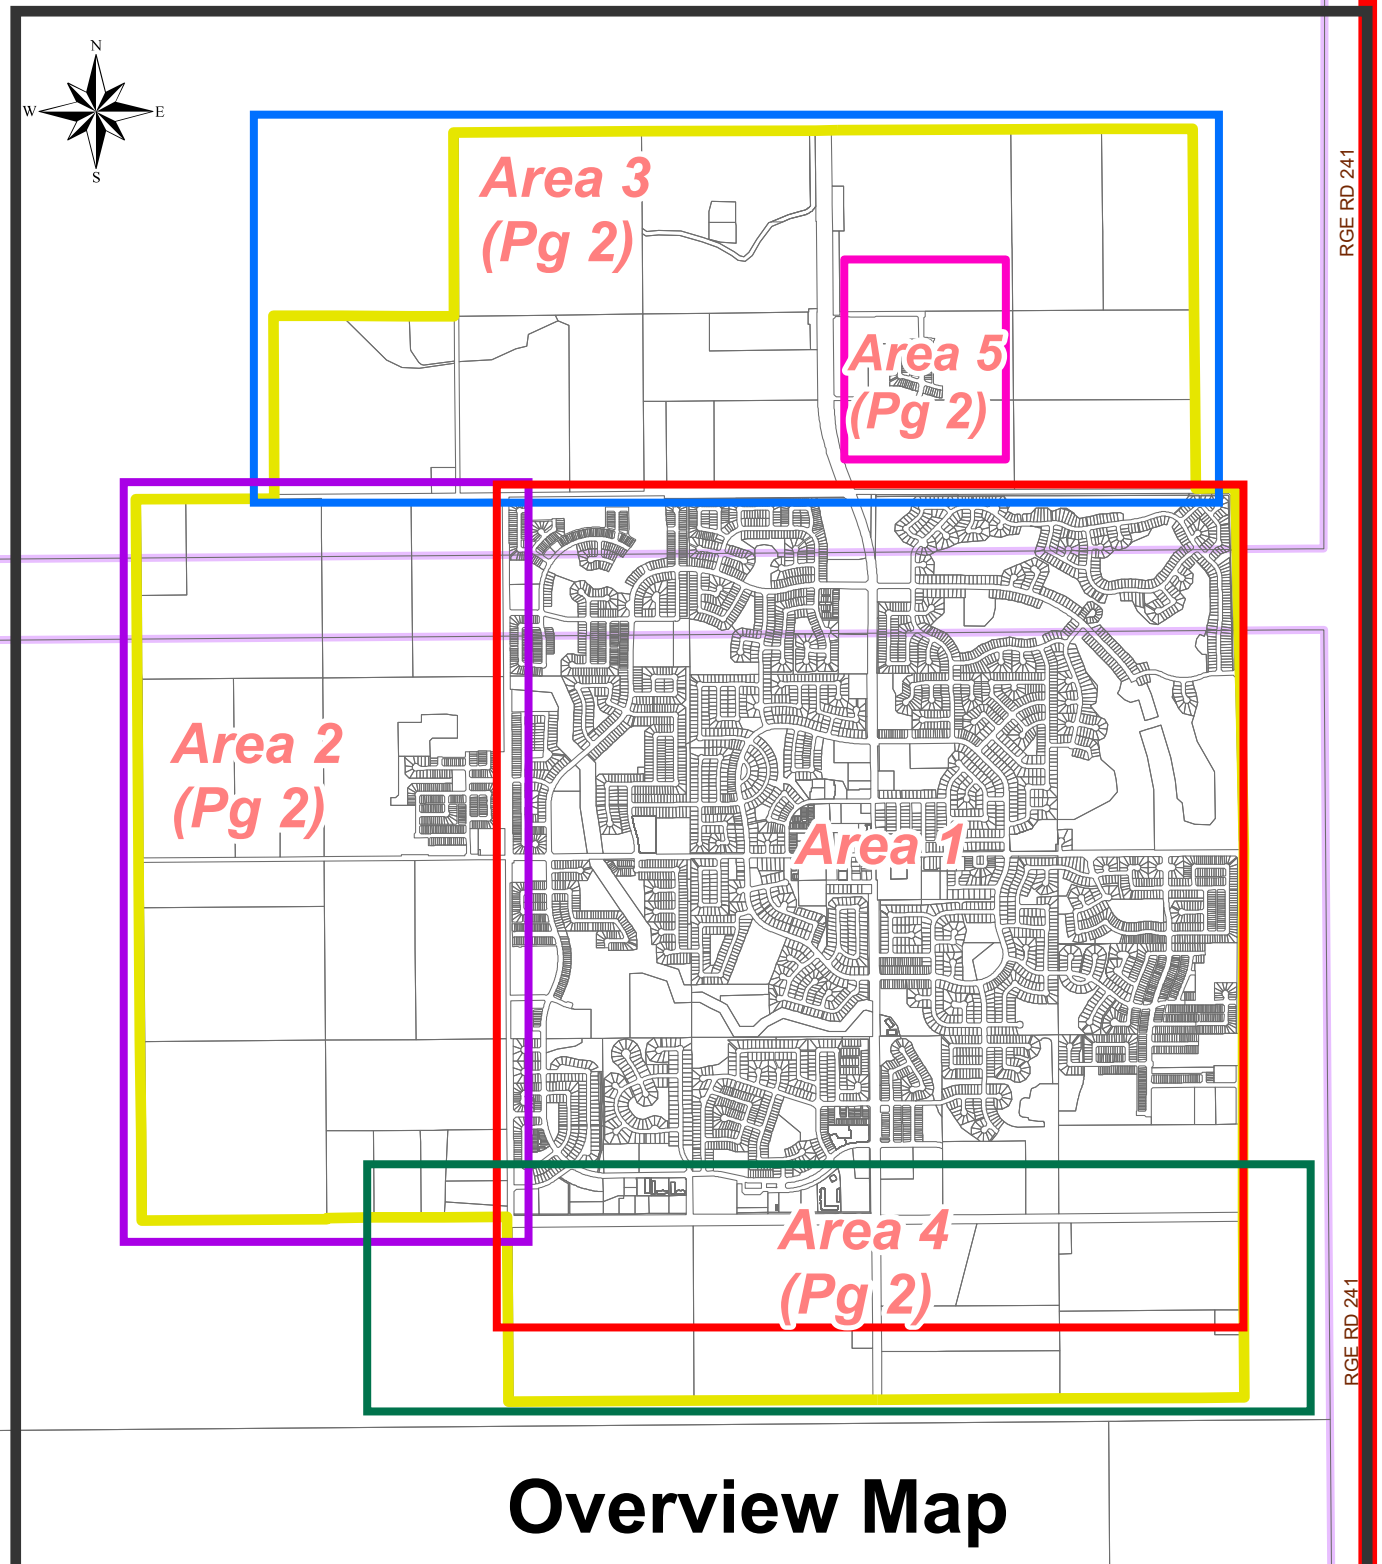 N
W
E
S
RGE RD 241
Area 3
(Pg 2)
Area 5
(Pg 2)
Area 2
(Pg 2)
Area 1
Area 4
(Pg 2)
RGE RD 241
Overview Map